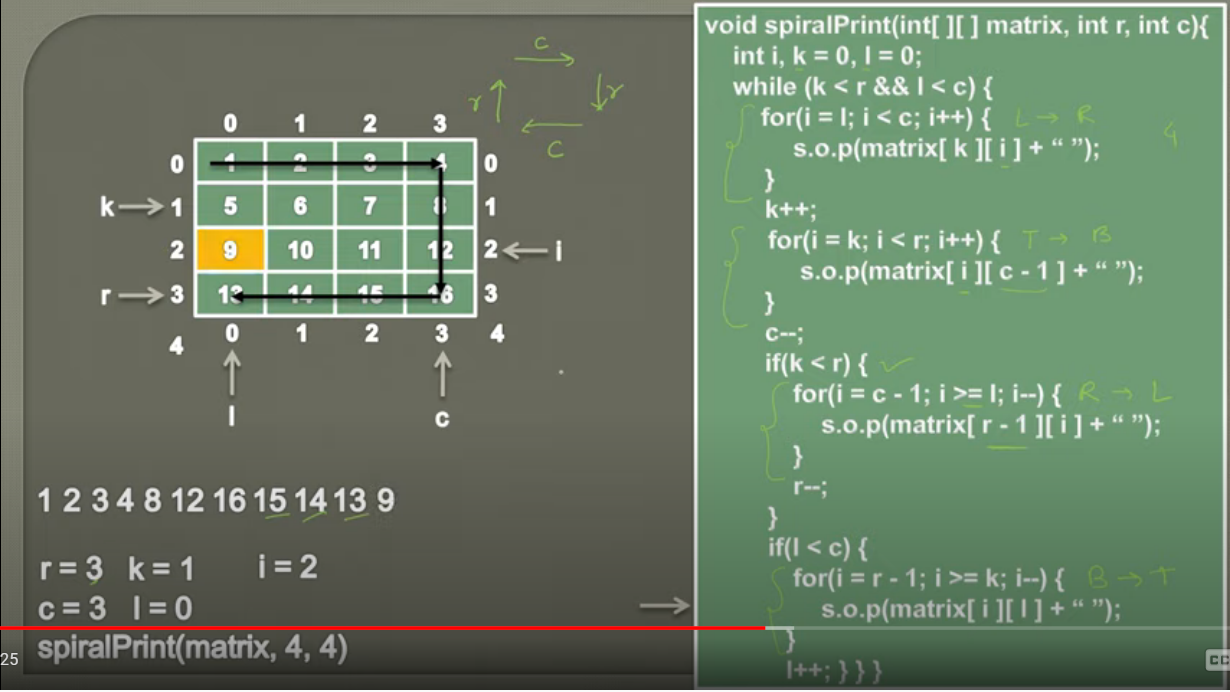 c
r r
c
0 1 2 3
0 1 2 3 4 0
k 1 5 6 7 8 1
2 9 10 11 12 2 i
r 3 13 14 15 16 3
4 0 1 2 3 4
l c
1 2 3 4 8 12 16 15 14 13 9
r = 3 k = 1 i = 2
c = 3 l = 0
spiralPrint(matrix, 4, 4)
25
void spiralPrint(int[ ][ ] matrix, int r, int c){
int i, k = 0, l = 0;
while (k < r && l < c) {
for(i = l; i < c; i++) { L → R
s.o.p(matrix[ k ][ i ] + “ ”);
}
k++;
for(i = k; i < r; i++) { T → B
s.o.p(matrix[ i ][ c - 1 ] + “ ”);
}
c--;
if(k < r) {
for(i = c - 1; i >= l; i--) { R → L
s.o.p(matrix[ r - 1 ][ i ] + “ ”);
}
r--;
}
if(l < c) {
for(i = r - 1; i >= k; i--) { B → T
s.o.p(matrix[ i ][ l ] + “ ”);
}
l++; } } }
CC